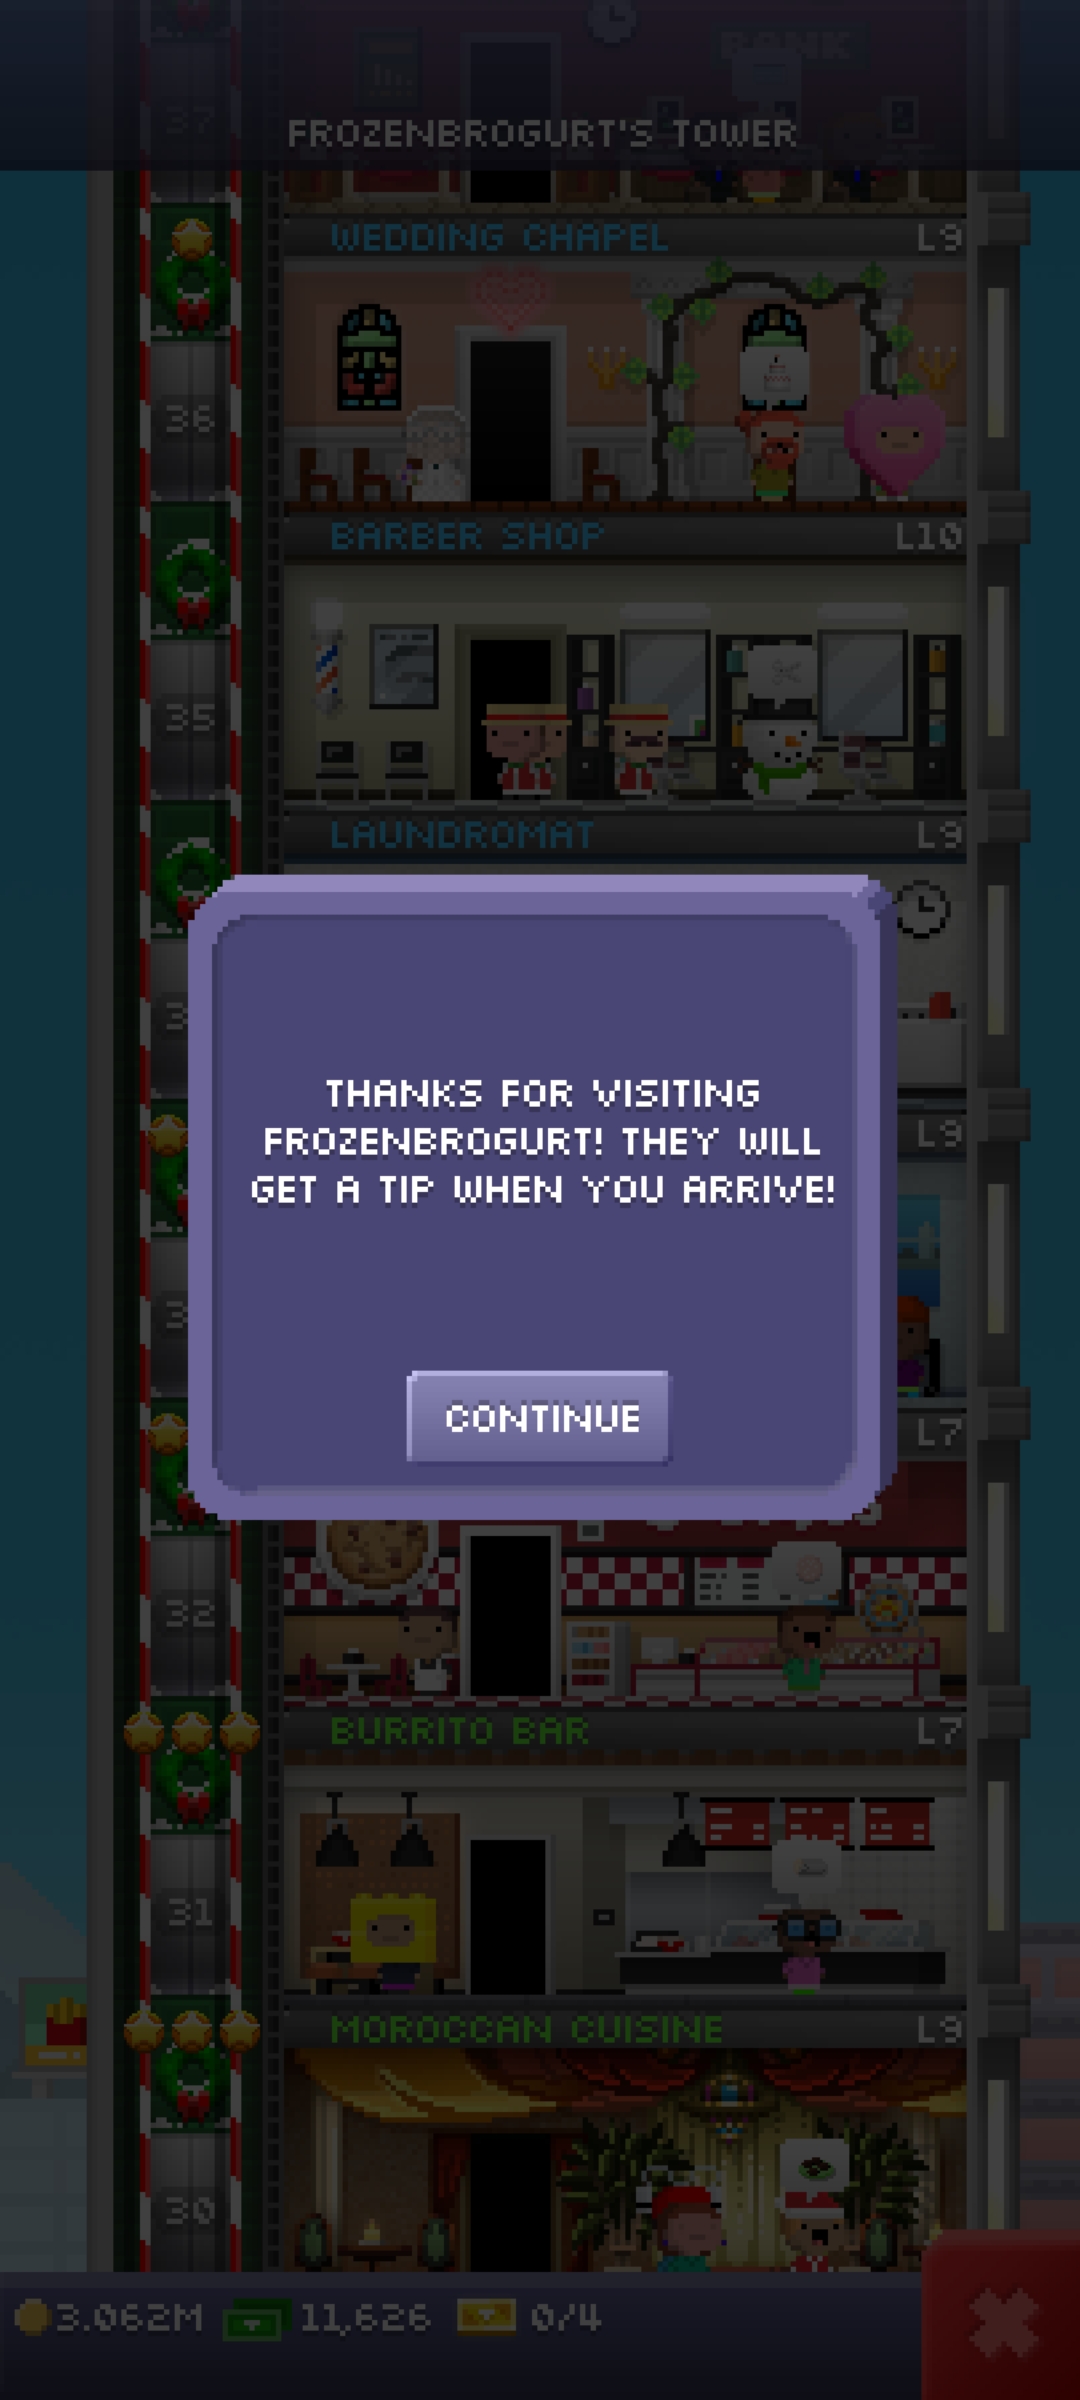 BANK
37
FROZENBROGURT'S TOWER
WEDDING CHAPEL L9
36
BARBER SHOP L10
35
LAUNDROMAT L9
L9
THANKS FOR VISITING
FROZENBROGURT! THEY WILL
GET A TIP WHEN YOU ARRIVE!
CONTINUE
L7
32
BURRITO BAR L7
31
MOROCCAN CUISINE L9
30
3.062M 11,626 0/4